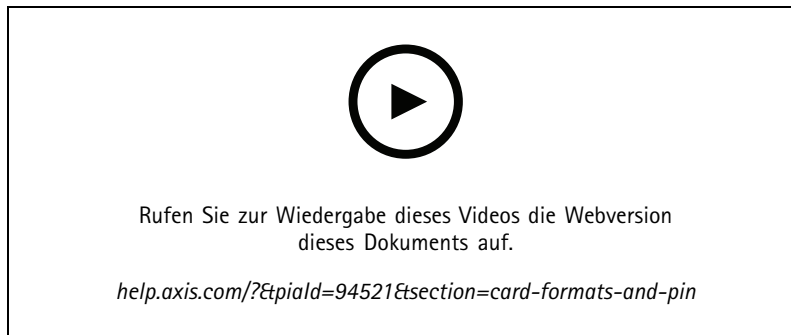 Rufen Sie zur Wiedergabe dieses Videos die Webversion
dieses Dokuments auf.
help.axis.com/?&piaId=94521&section=card-formats-and-pin